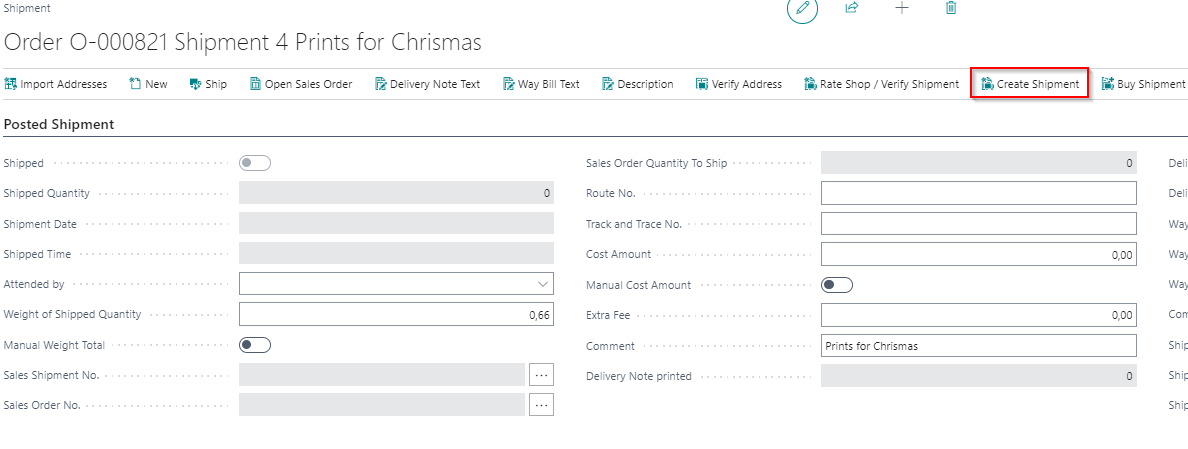 Shipment
Order O-000821 Shipment 4 Prints for Chrismas
Import Addresses New Ship Open Sales Order Delivery Note Text Way Bill Text Description Verify Address Rate Shop / Verify Shipment Create Shipment Buy Shipment
Posted Shipment
Shipped
Shipped Quantity 0
Shipment Date
Shipped Time
Attended by
Weight of Shipped Quantity 0,66
Manual Weight Total
Sales Shipment No. ...
Sales Order No. ...
Sales Order Quantity To Ship 0
Route No.
Track and Trace No.
Cost Amount 0,00
Manual Cost Amount
Extra Fee 0,00
Comment Prints for Chrismas
Delivery Note printed 0
Deli
Deli
Way
Way
Way
Com
Ship
Ship
Ship